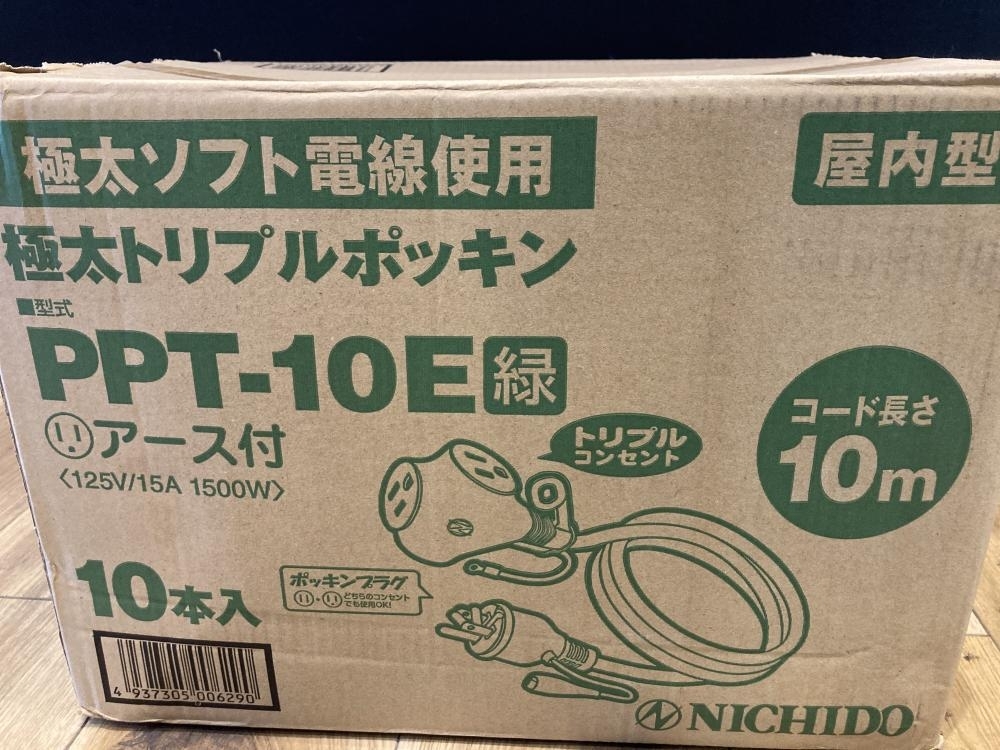 極太ソフト電線使用
屋内型
極太トリプルポッキン
■型式
PPT-10E 緑
アース付
〈125V/15A 1500W〉
トリプル
コンセント
コード長さ
10m
10本入
ポッキンプラグ
どちらのコンセント
でも使用OK!
4 937305 006290
NICHIDO